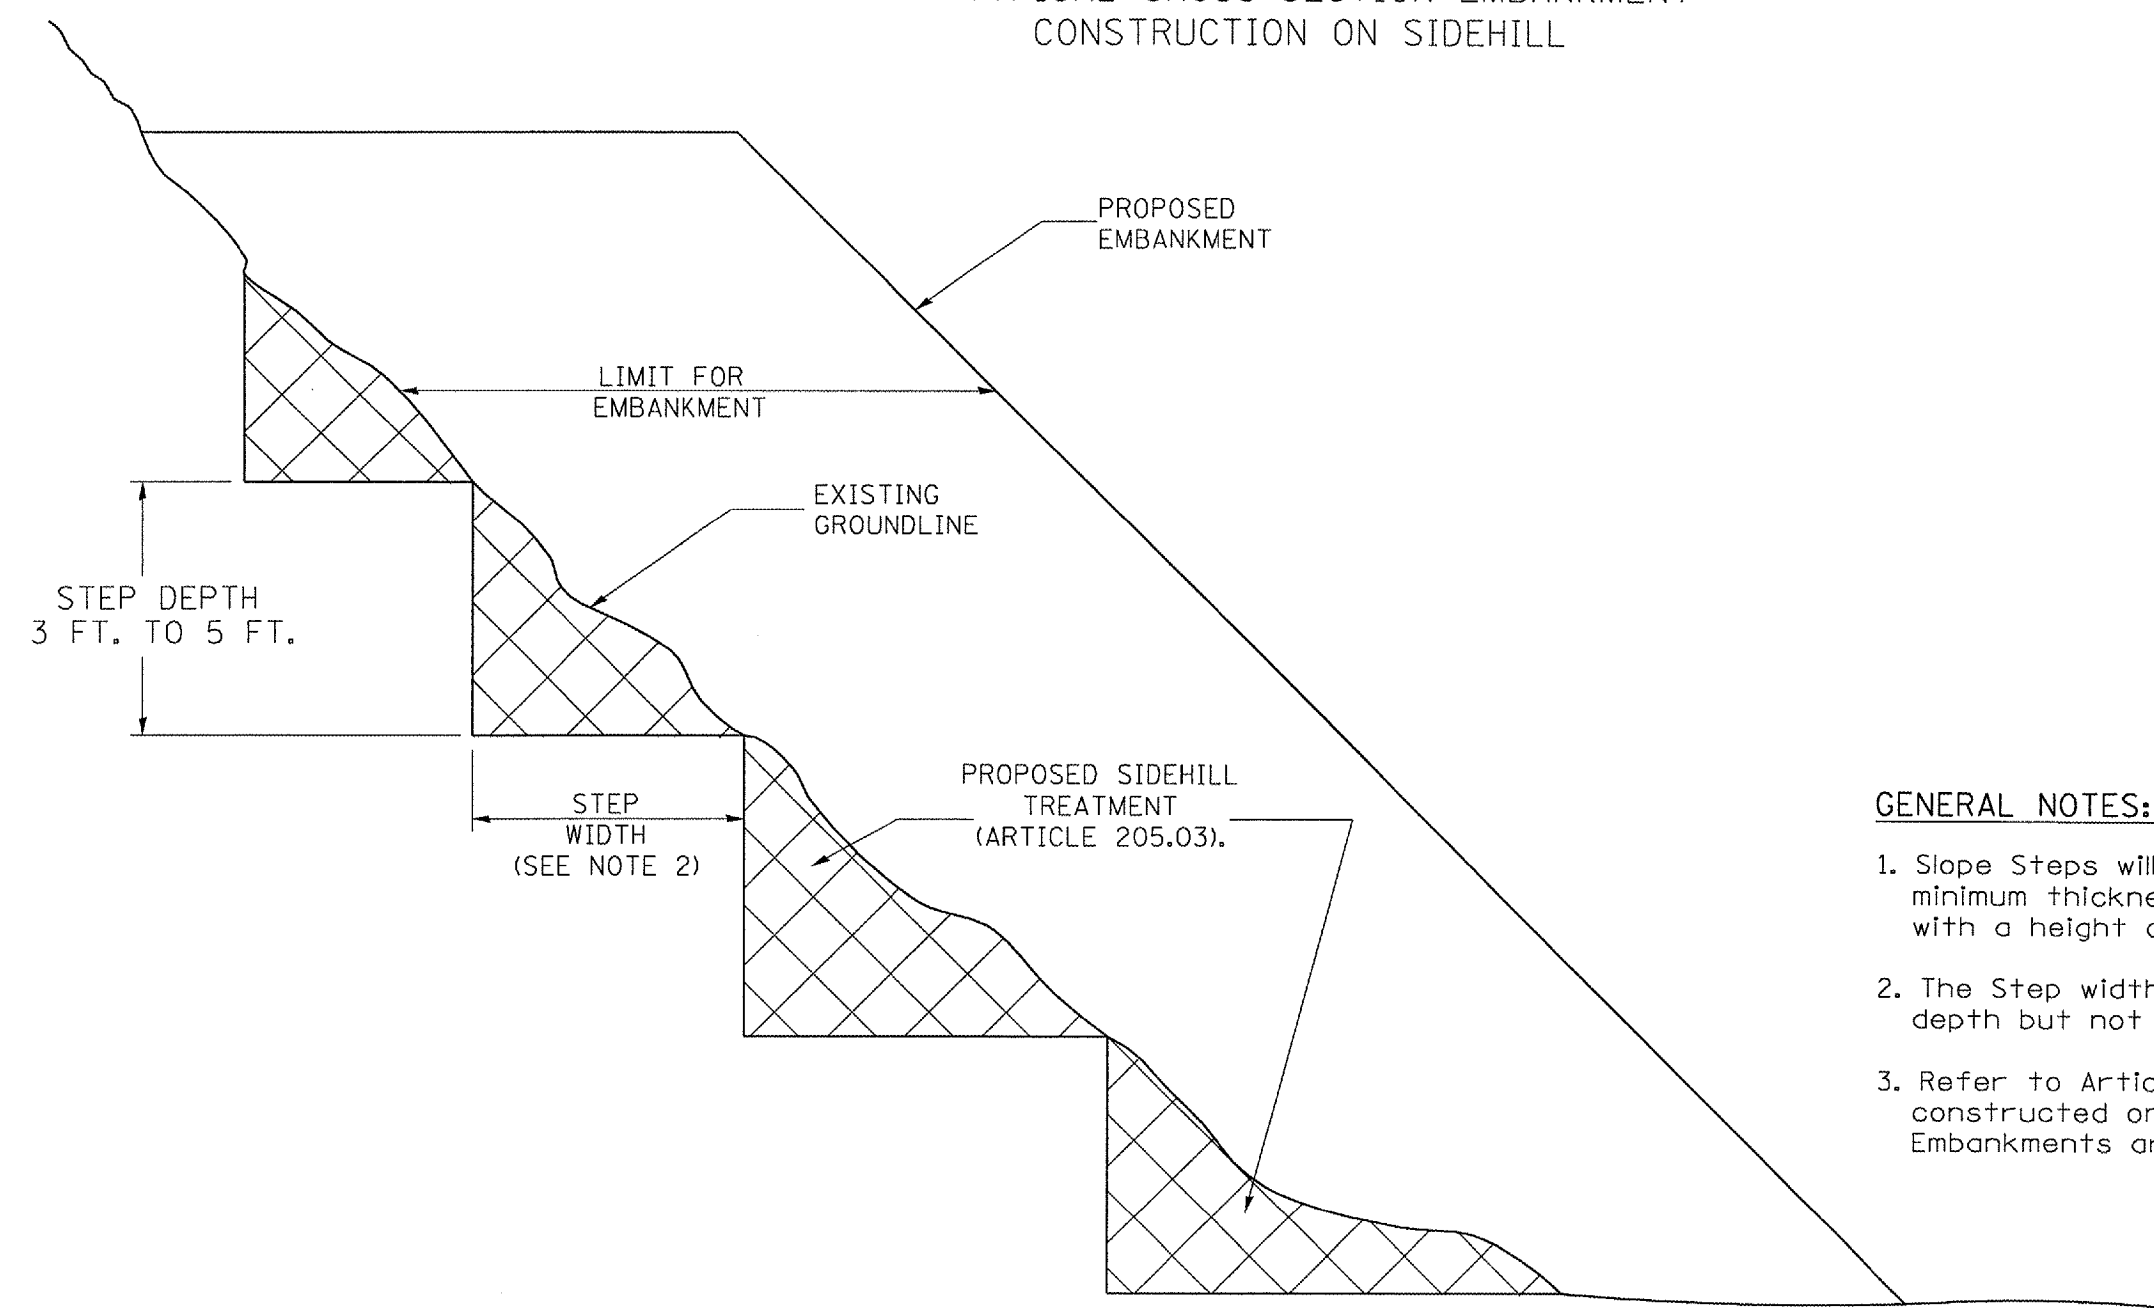 CONSTRUCTION ON SIDEHILL
PROPOSED
EMBANKMENT
LIMIT FOR
EMBANKMENT
EXISTING
GROUNDLINE
STEP DEPTH
3 FT. TO 5 FT.
STEP
WIDTH
(SEE NOTE 2)
PROPOSED SIDEHILL
TREATMENT
(ARTICLE 205.03).
GENERAL NOTES:
1. Slope Steps will
minimum
with a height
2. The Step width
depth but not
3. Refer to
constructed
Embankments